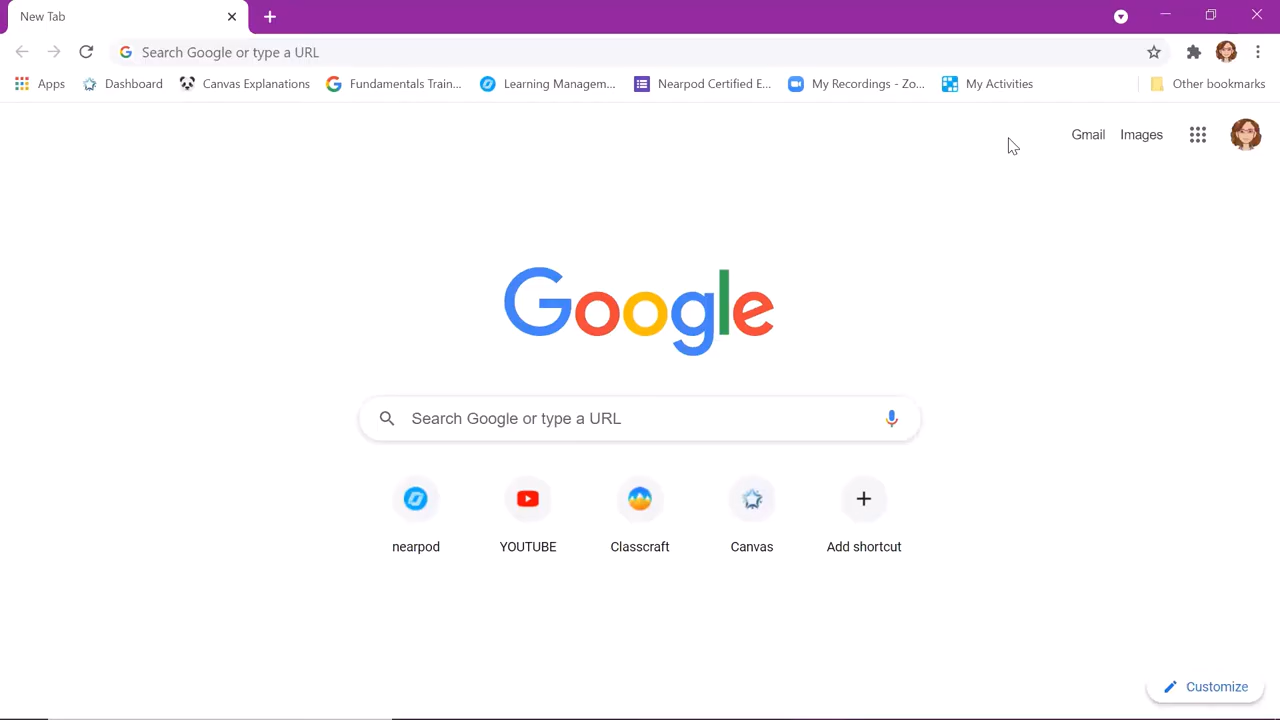 New Tab
Search Google or type a URL
Apps Dashboard Canvas Explanations Fundamentals Train... Learning Managem... Nearpod Certified E... My Recordings - Zo... My Activities Other bookmarks
Gmail Images
Google
Search Google or type a URL
nearpod YOUTUBE Classcraft Canvas Add shortcut
Customize